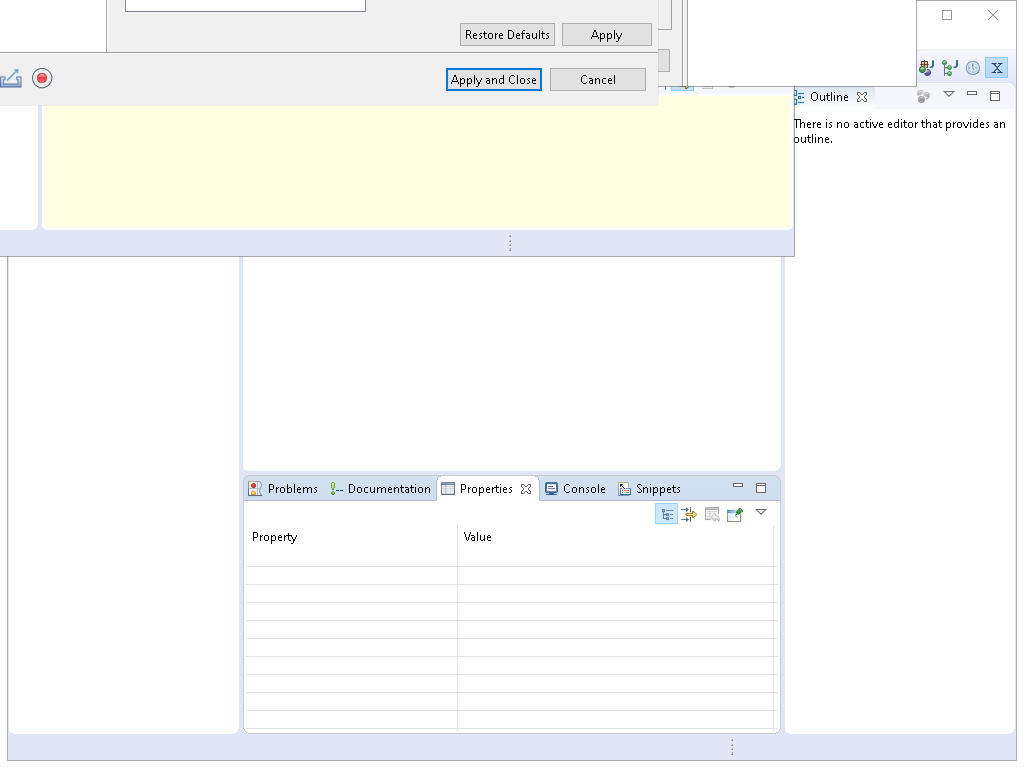 Restore Defaults
Apply
Apply and Close
Cancel
X
Outline
There is no active editor that provides an
outline.
Problems
Documentation
Properties
Console
Snippets
Property
Value